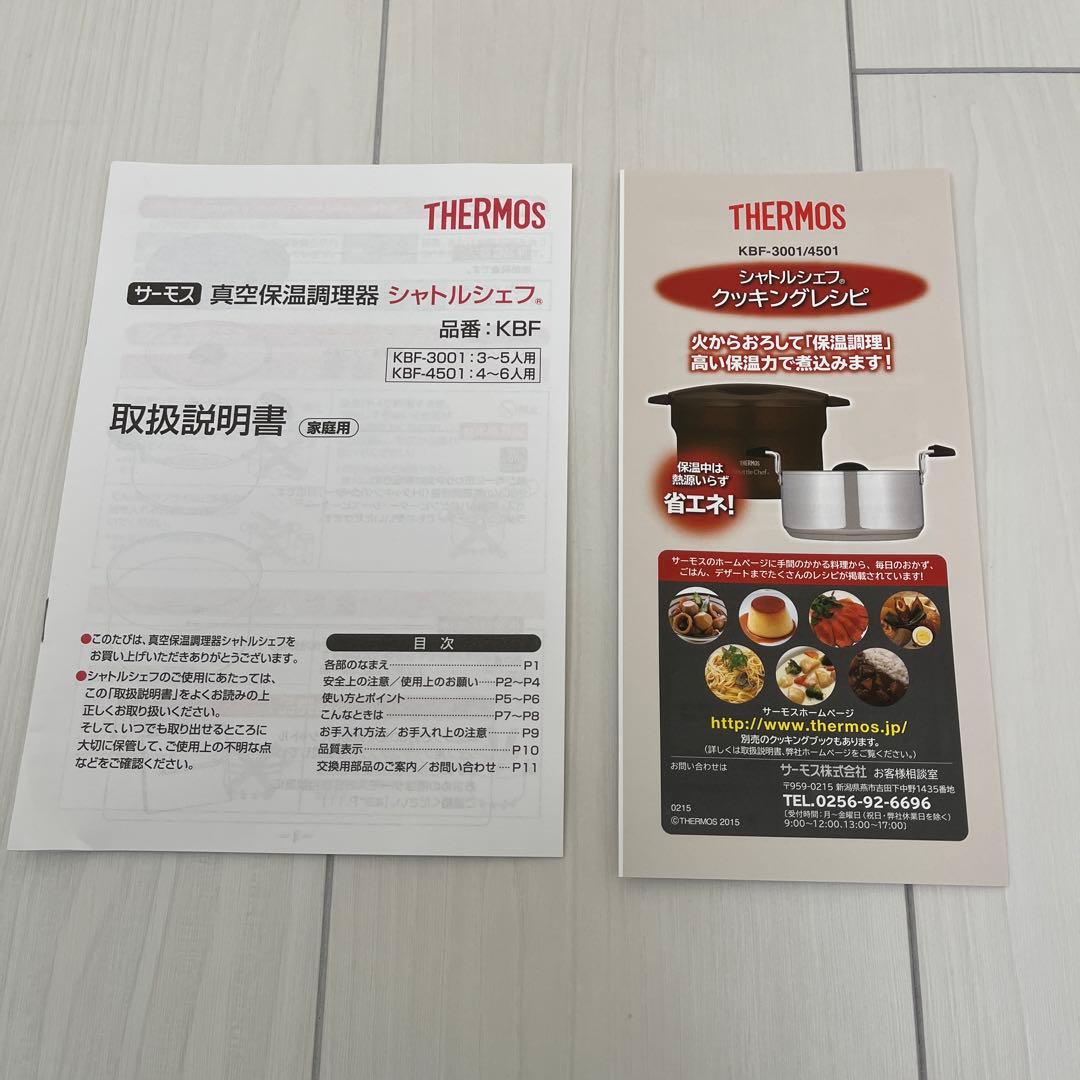 THERMOS
サーモス 真空保温調理器 シャトルシェフ®
品番：KBF
KBF-3001：3〜5人用
KBF-4501：4〜6人用
取扱説明書 家庭用
●このたびは、真空保温調理器シャトルシェフを
お買い上げいただきありがとうございます。
●シャトルシェフのご使用にあたっては、
この「取扱説明書」をよくお読みの上
正しくお取り扱いください。
そして、いつでも取り出せるところに
大切に保管して、ご使用上の不明な点
などをご確認ください。
目次
各部のなまえ……P1
安全上の注意／使用上のお願い……P2〜P4
使い方とポイント……P5〜P6
こんなときは……P7〜P8
お手入れ方法／お手入れ上の注意……P9
品質表示……P10
交換用部品のご案内／お問い合わせ…P11
THERMOS
KBF-3001/4501
シャトルシェフ®
クッキングレシピ
火からおろして「保温調理」
高い保温力で煮込みます！
THERMOS
Shuttle Chef®
保温中は
熱源いらず
省エネ！
サーモスのホームページに手間のかかる料理から、毎日のおかず、
ごはん、デザートまでたくさんのレシピが掲載されています！
サーモスホームページ
http://www.thermos.jp/
別売のクッキングブックもあります。
（詳しくは取扱説明書、弊社ホームページをご覧ください。）
お問い合わせは
サーモス株式会社 お客様相談室
〒959-0215 新潟県燕市吉田下中野1435番地
TEL.0256-92-6696
〔受付時間：月〜金曜日（祝日・弊社休業日を除く）
9:00〜12:00、13:00〜17:00〕
0215
©THERMOS 2015